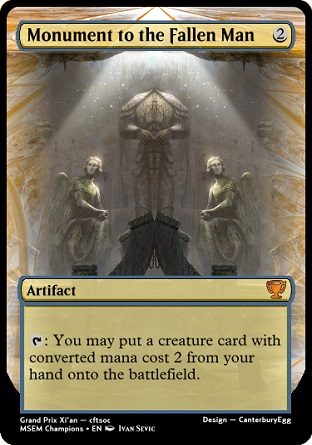 Monument to the Fallen Man 2
Artifact
: You may put a creature card with
converted mana cost 2 from your
hand onto the battlefield.
Grand Prix Xi'an — cftsoc Design — CanterburyEgg
MSEM Champions • EN Ivan Sevic